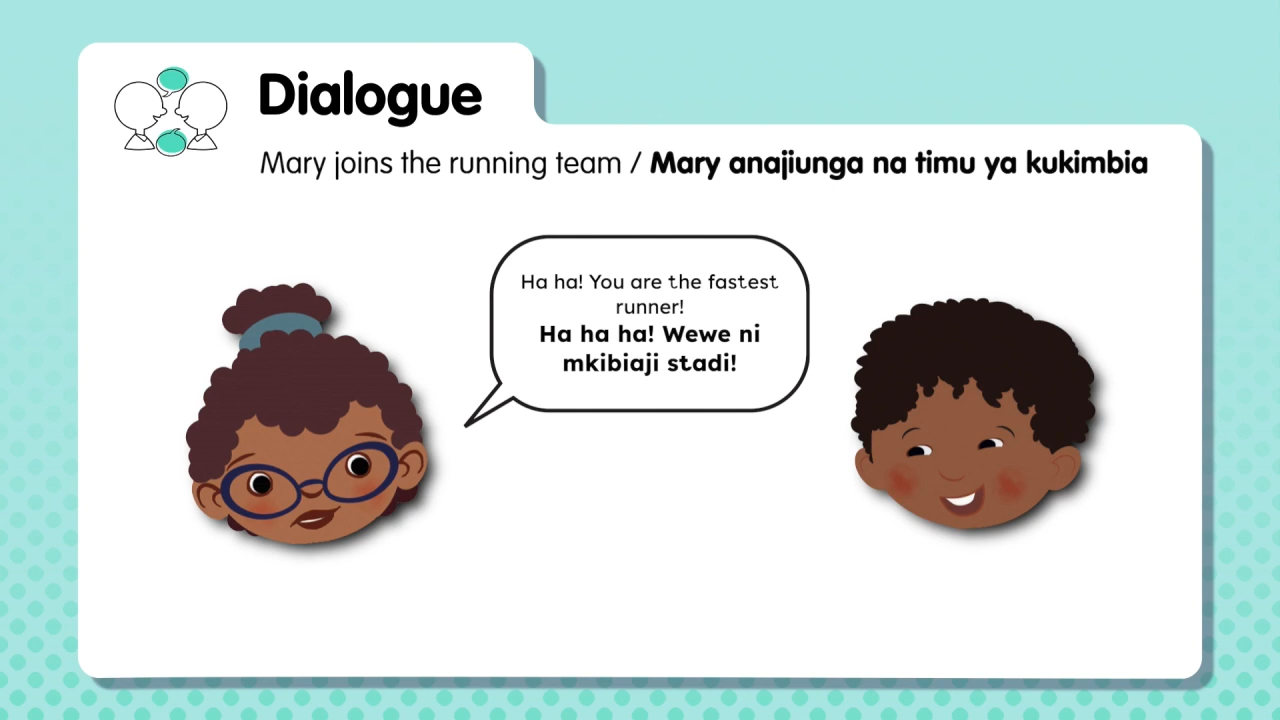 Dialogue
Mary joins the running team / Mary anajiunga na timu ya kukimbia
Ha ha! You are the fastest
runner!
Ha ha ha! Wewe ni
mkibiaji stadi!